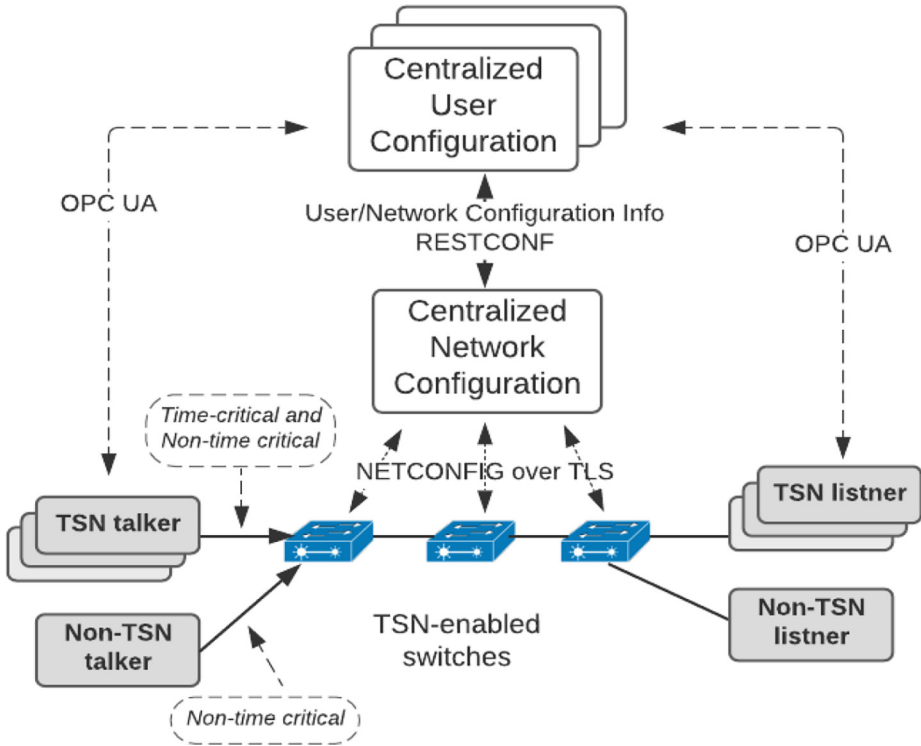 Centralized
User
Configuration
OPC UA
User/Network Configuration Info
RESTCONF
OPC UA
Centralized
Network
Configuration
Time-critical and
Non-time critical
NETCONFIG over TLS
TSN talker
TSN listner
Non-TSN
talker
TSN-enabled
switches
Non-TSN
listner
Non-time critical